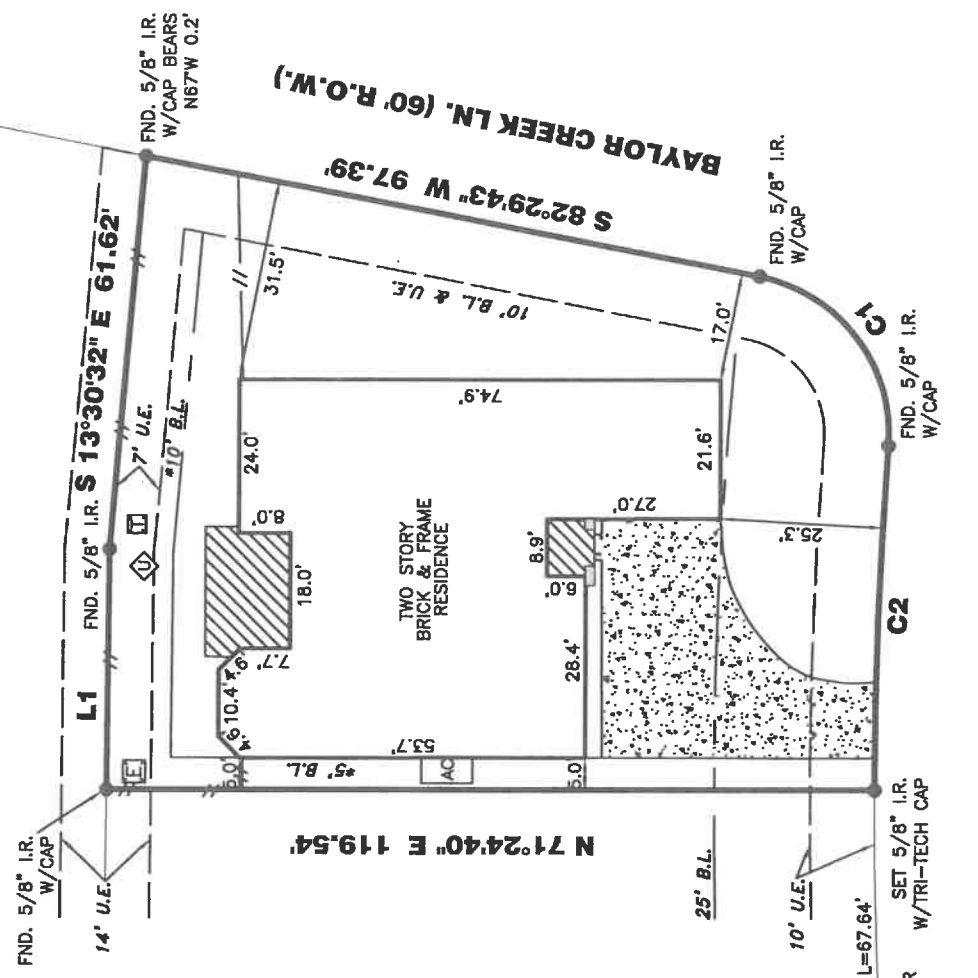 FND. 5/8" I.R.
W/CAP BEARS
N67°W 0.2'
BAYLOR CREEK LN. (60' R.O.W.)
S 82°29'43" W 97.39'
S 13°30'32" E 61.62'
FND. 5/8" I.R.
L1
7' U.E.
*10' B.L.
T
U
E
31.5'
10' B.L. & U.E.
FND. 5/8" I.R.
W/CAP
17.0'
C1
FND. 5/8" I.R.
W/CAP
74.9'
24.0'
8.0'
18.0'
7.7'
10.4'
21.6'
27.0'
8.9'
6.0'
25.3'
TWO STORY
BRICK & FRAME
RESIDENCE
28.4'
C2
53.7'
5.0'
*5' B.L.
AC
5.0'
N 71°24'40" E 119.54'
FND. 5/8" I.R.
W/CAP
14' U.E.
25' B.L.
10' U.E.
SET 5/8" I.R.
W/TRI-TECH CAP
L=67.64'